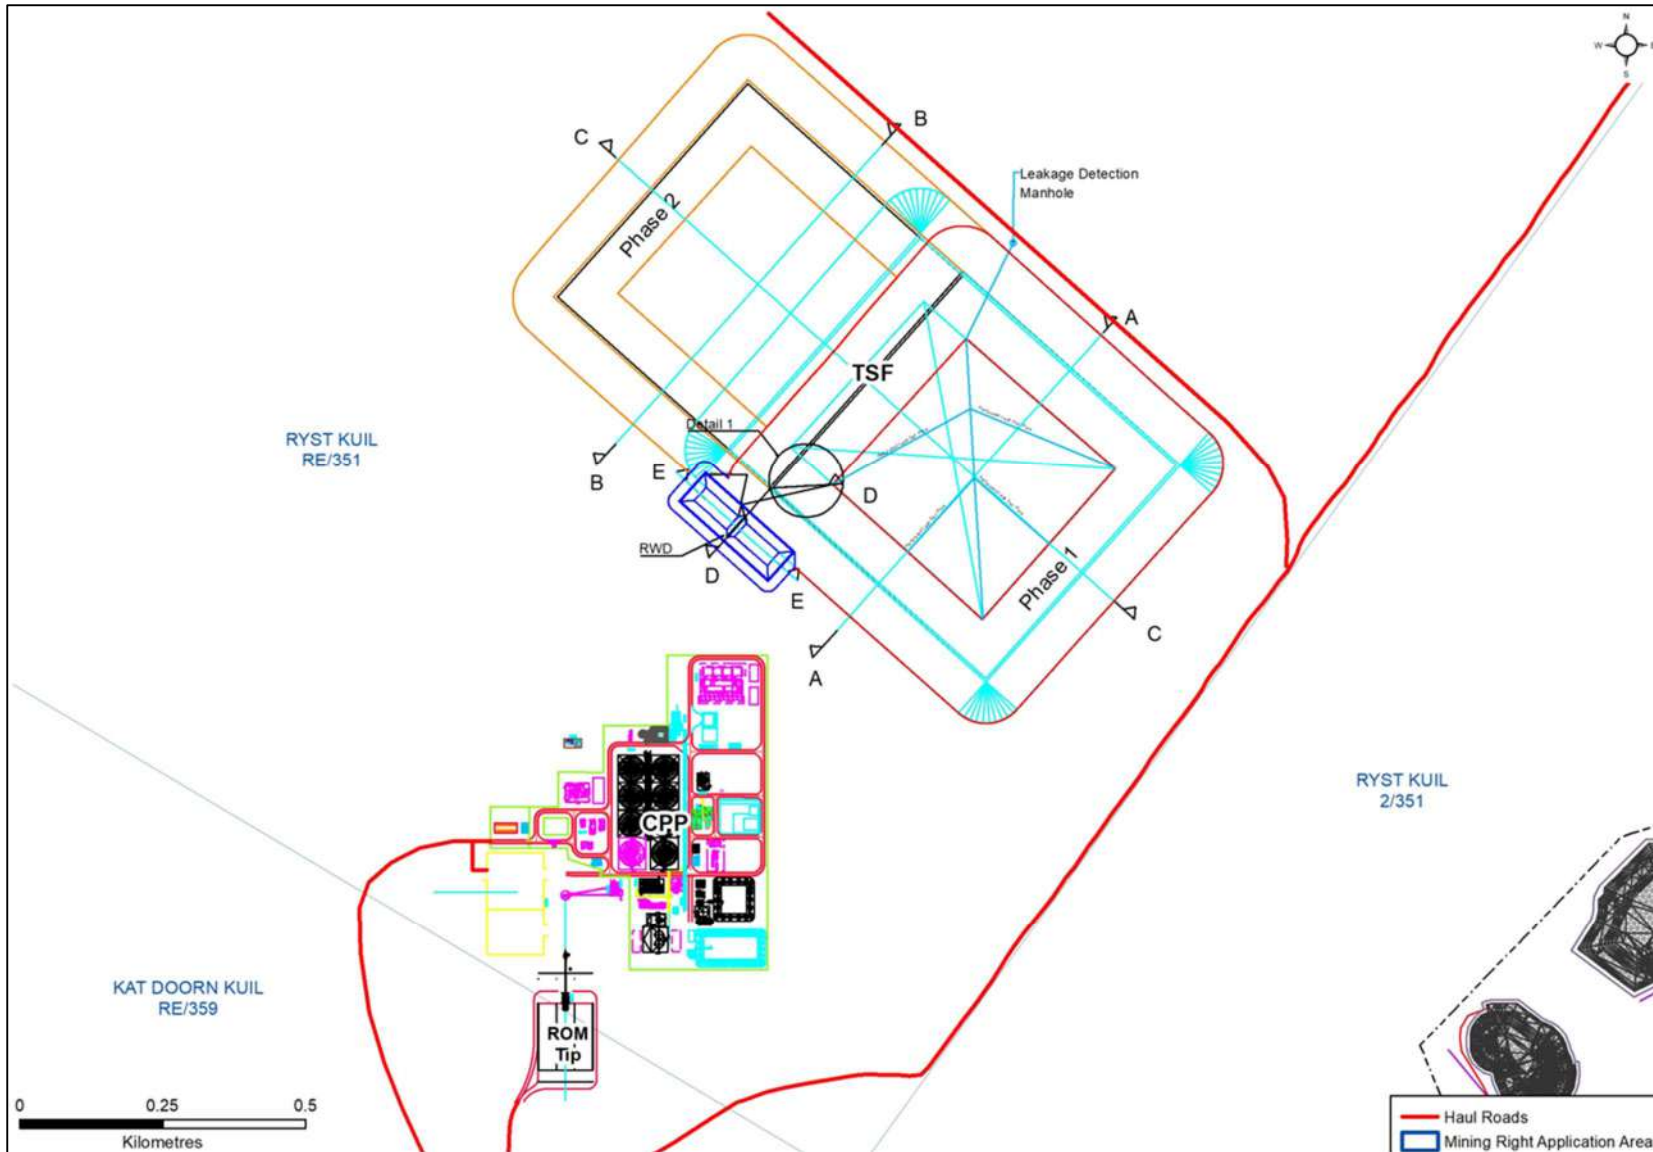 N
W
E
S
B
C
Leakage Detection
Manhole
Phase 2
A
TSF
Detail 1
RYST KUIL
RE/351
E
B
D
RWD
D
E
Phase 1
C
A
RYST KUIL
2/351
CPP
KAT DOORN KUIL
RE/359
ROM
Tip
0 0.25 0.5
Kilometres
Haul Roads
Mining Right Application Area